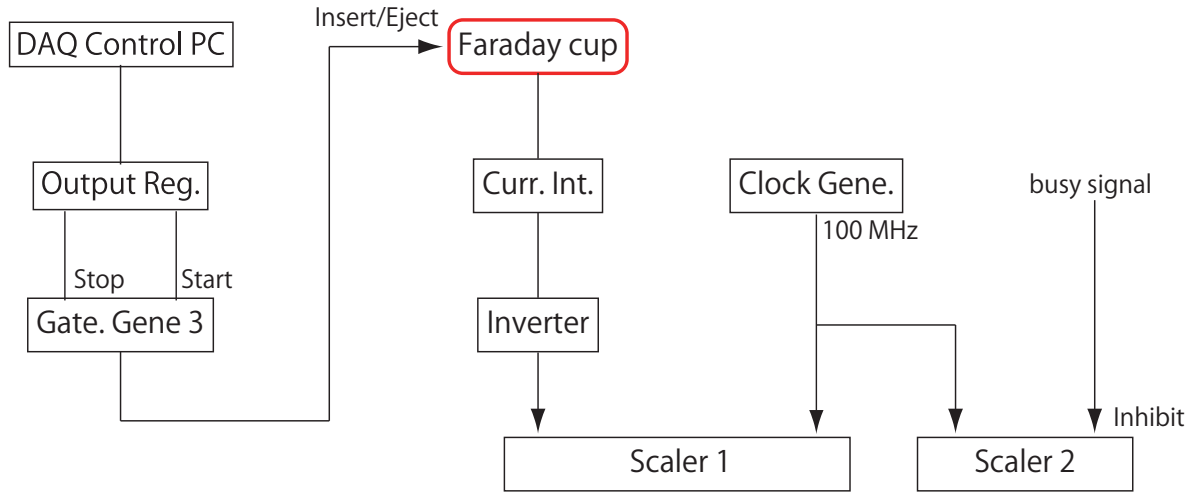 Insert/Eject
DAQ Control PC
Faraday cup
Output Reg.
Curr. Int.
Clock Gene.
busy signal
100 MHz
Stop
Start
Gate. Gene 3
Inverter
Inhibit
Scaler 1
Scaler 2